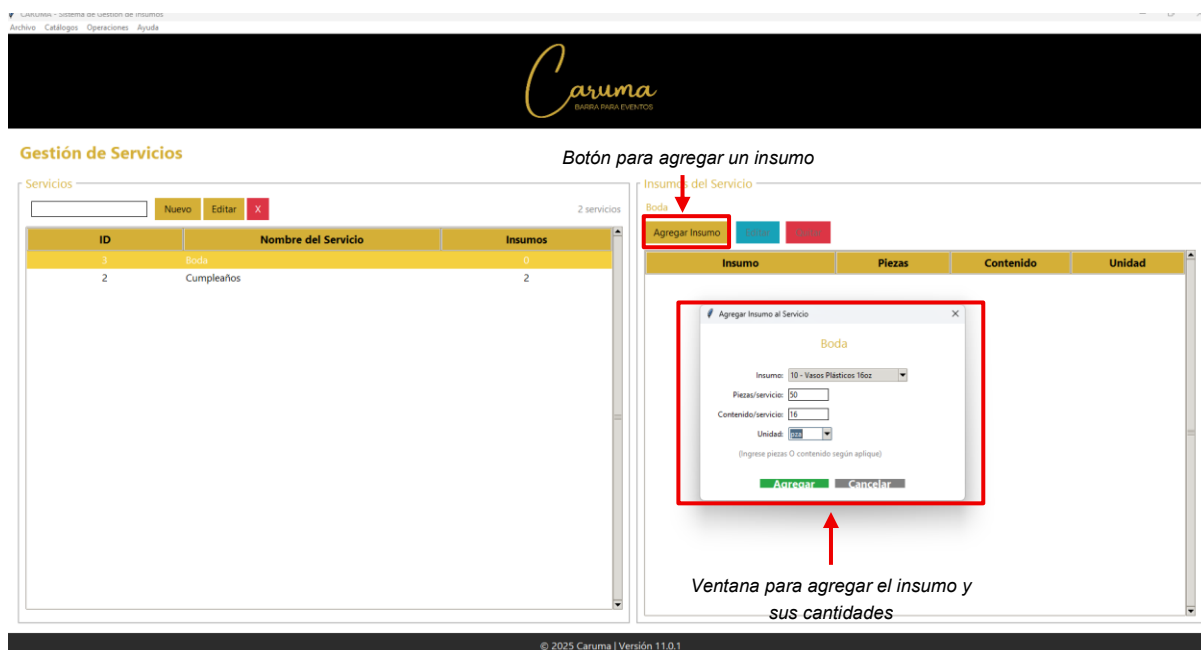 CARUMA - Sistema de Gestión de Insumos
Archivo Catálogos Operaciones Ayuda
Caruma
BARRA PARA EVENTOS
Gestión de Servicios
Botón para agregar un insumo
Servicios
Nuevo Editar X 2 servicios
ID Nombre del Servicio Insumos
3 Boda 0
2 Cumpleaños 2
Insumos del Servicio
Boda
Agregar Insumo
Insumo Piezas Contenido Unidad
Agregar Insumo al Servicio
Boda
Insumo: 10 - Vasos Plásticos 16oz
Piezas/servicio: 50
Contenido/servicio: 16
Unidad: pza
(Ingrese piezas O contenido según aplique)
Agregar Cancelar
Ventana para agregar el insumo y
sus cantidades
© 2025 Caruma | Versión 11.0.1